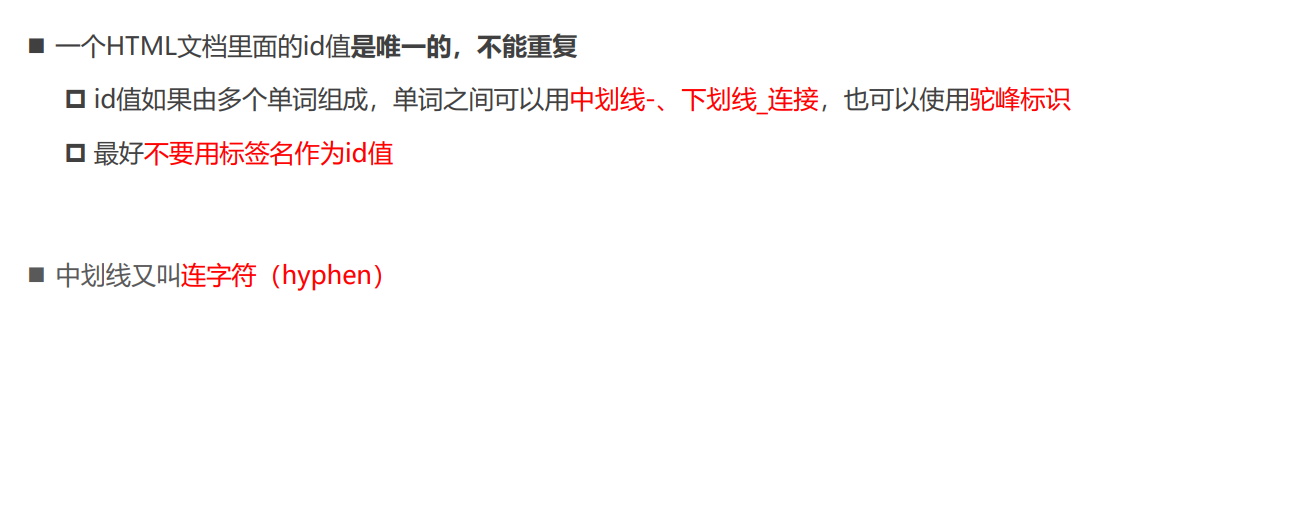 ■ 一个HTML文档里面的id值是唯一的，不能重复
◻ id值如果由多个单词组成，单词之间可以用中划线-、下划线_连接，也可以使用驼峰标识
◻ 最好不要用标签名作为id值
■ 中划线又叫连字符（hyphen）